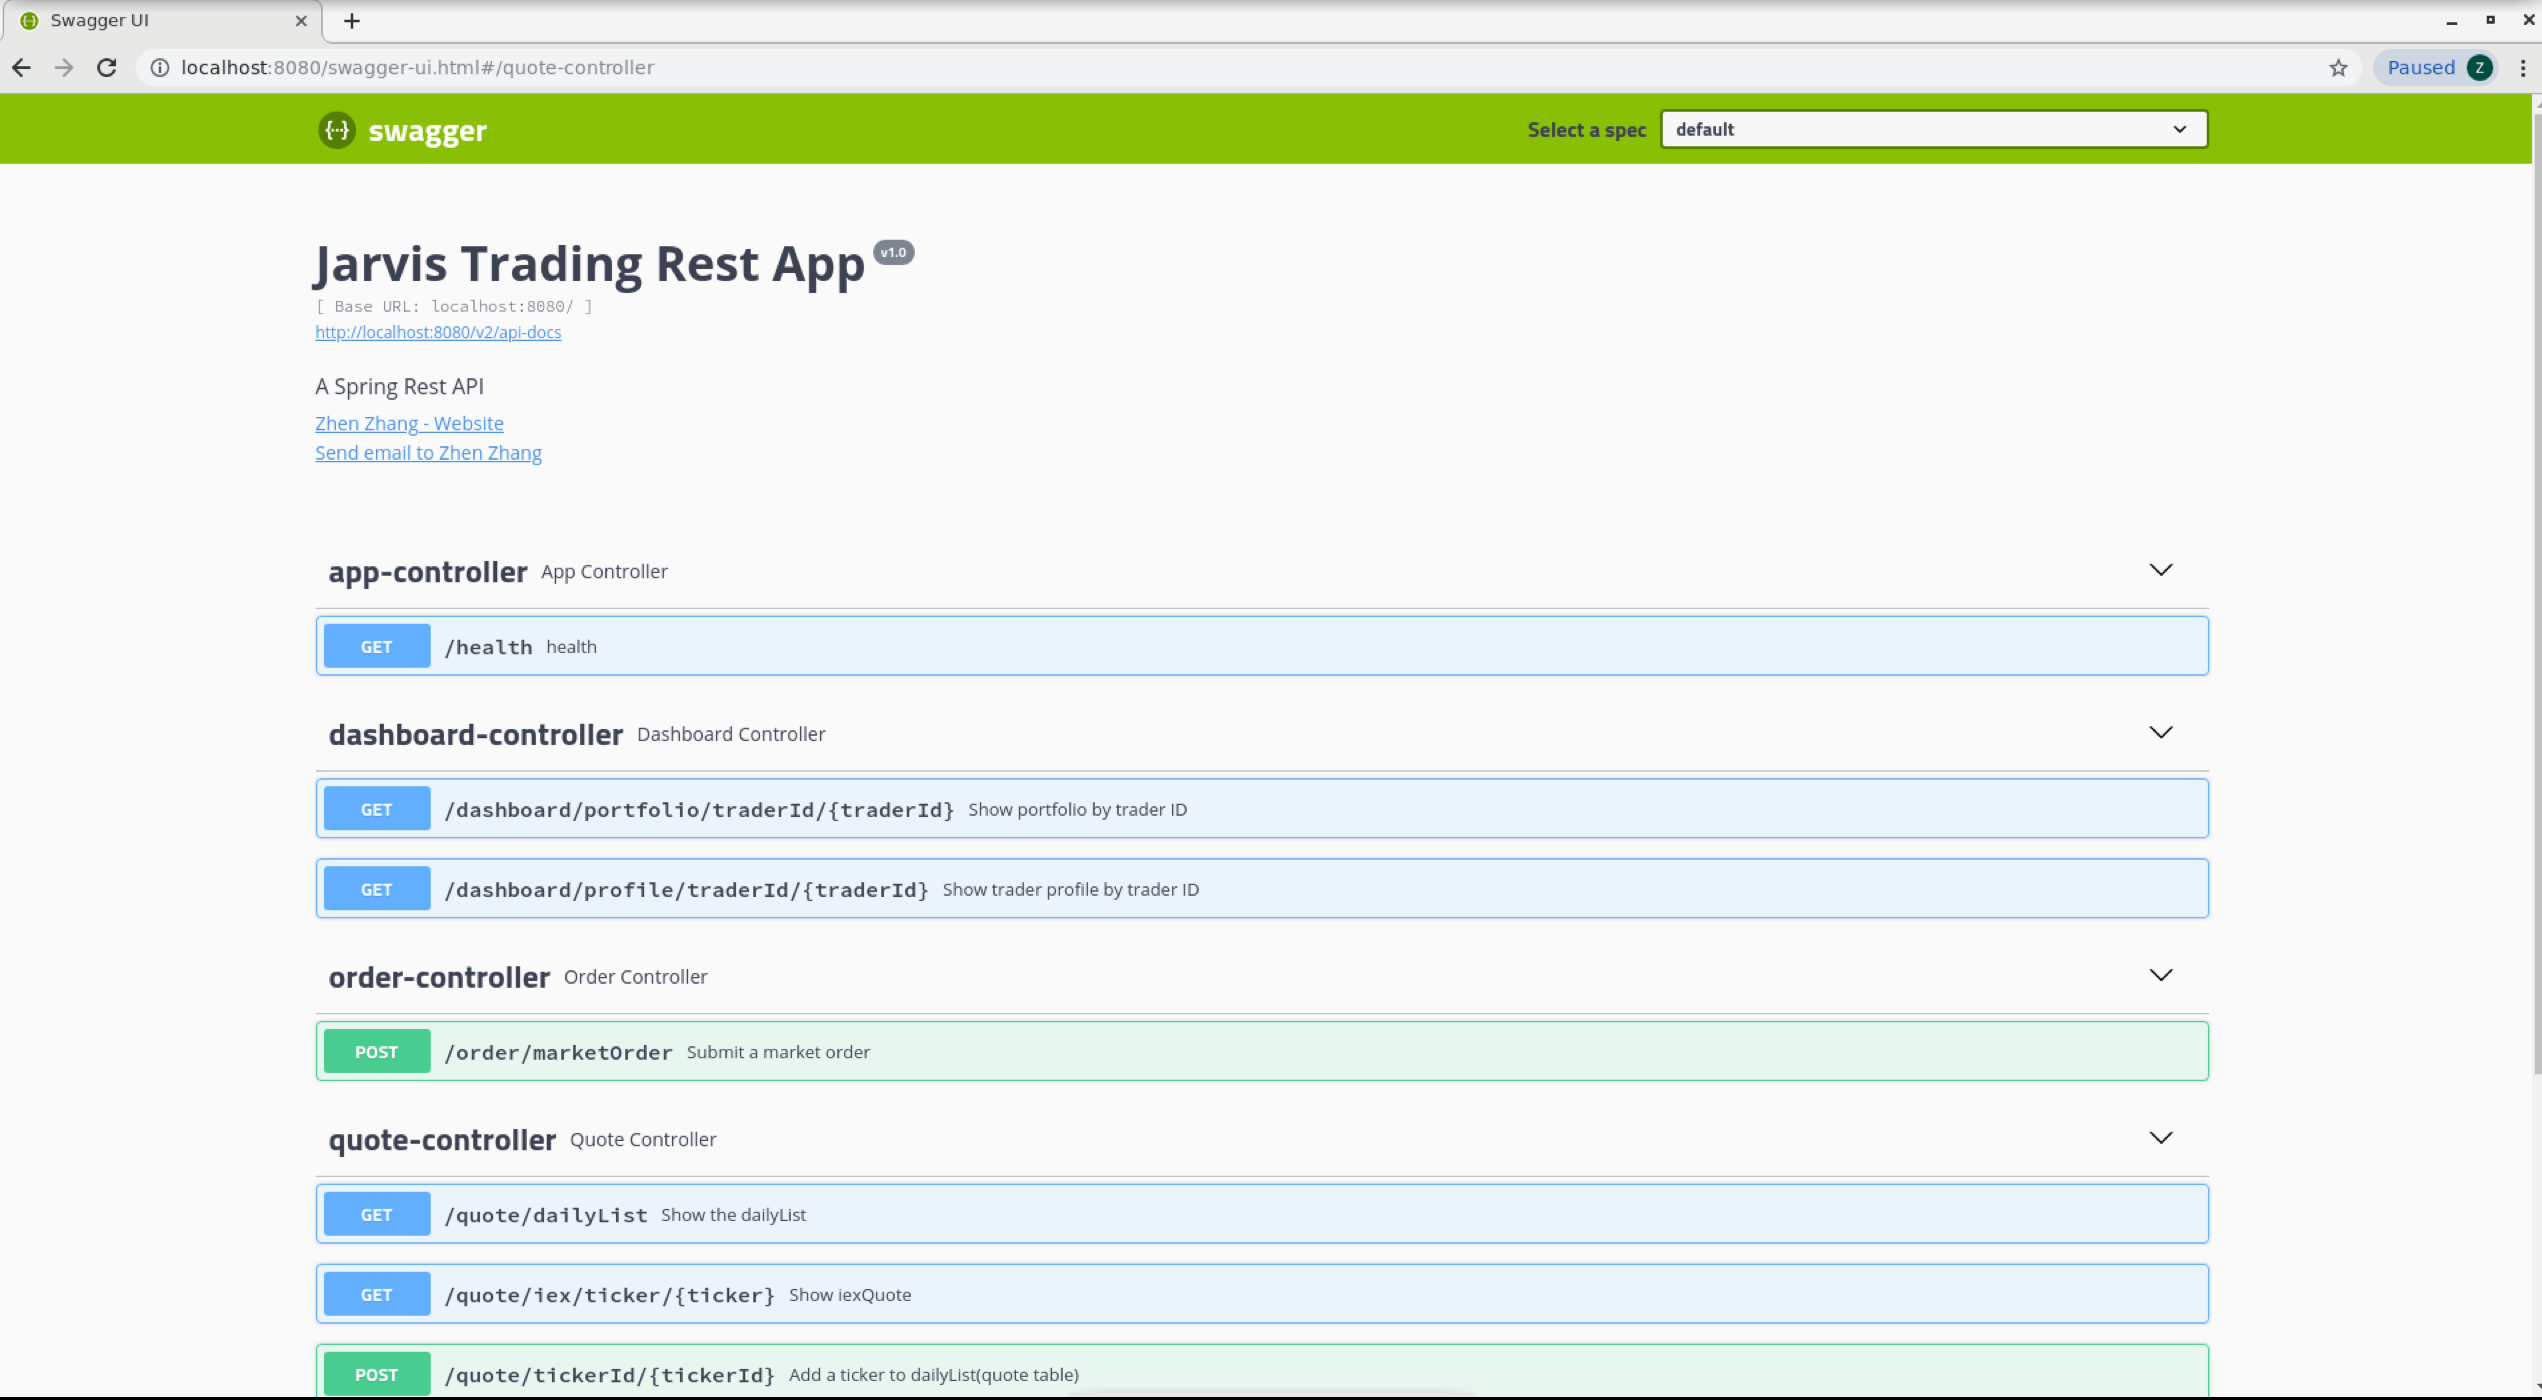 Swagger UI
localhost:8080/swagger-ui.html#/quote-controller
Paused Z
{...} swagger
Select a spec default
Jarvis Trading Rest App v1.0
[ Base URL: localhost:8080/ ]
http://localhost:8080/v2/api-docs
A Spring Rest API
Zhen Zhang - Website
Send email to Zhen Zhang
app-controller App Controller
GET /health health
dashboard-controller Dashboard Controller
GET /dashboard/portfolio/traderId/{traderId} Show portfolio by trader ID
GET /dashboard/profile/traderId/{traderId} Show trader profile by trader ID
order-controller Order Controller
POST /order/marketOrder Submit a market order
quote-controller Quote Controller
GET /quote/dailyList Show the dailyList
GET /quote/iex/ticker/{ticker} Show iexQuote
POST /quote/tickerId/{tickerId} Add a ticker to dailyList(quote table)